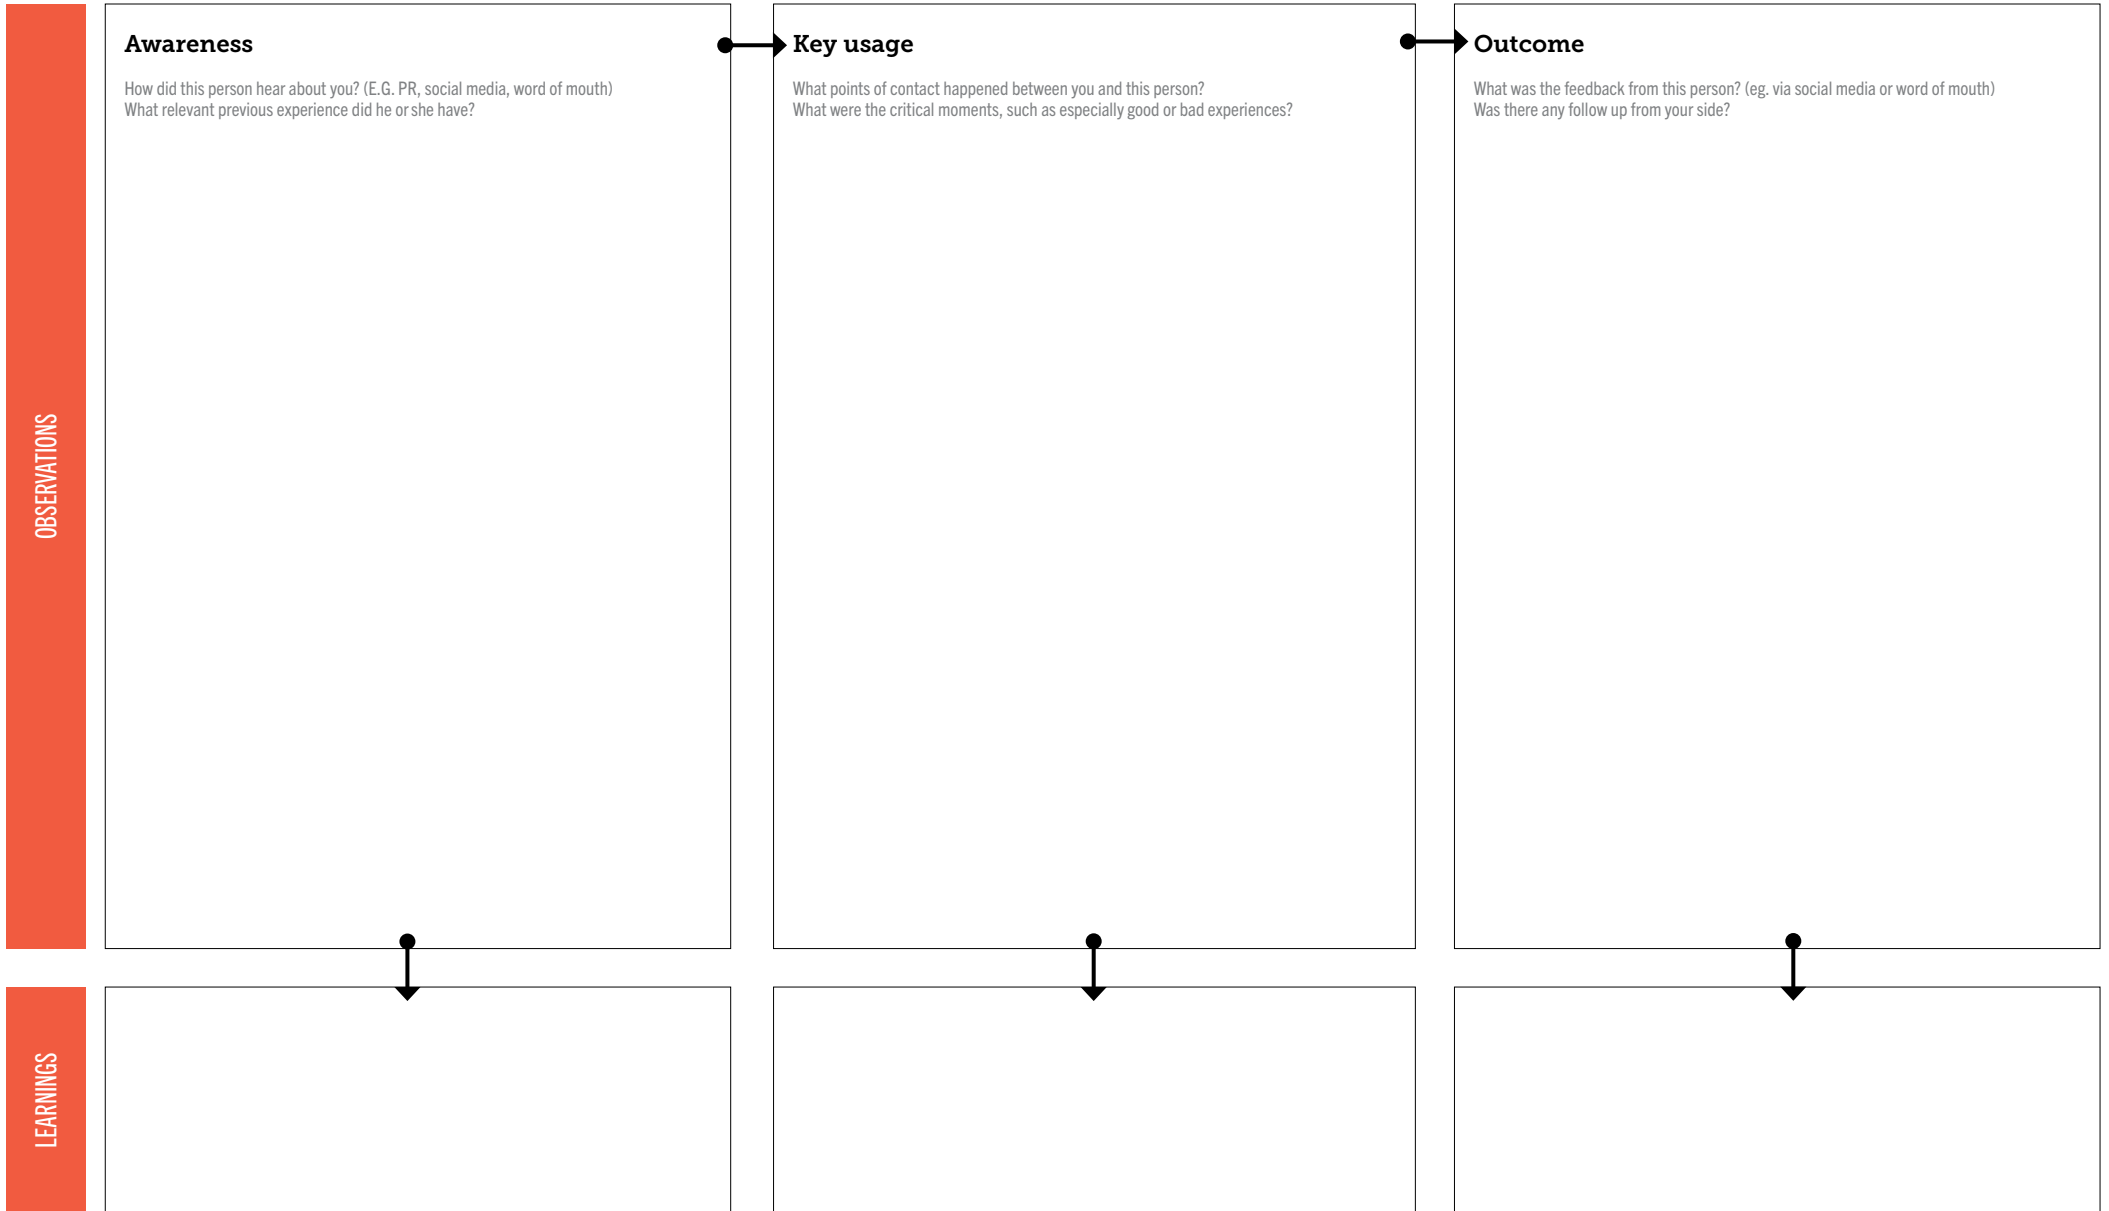 OBSERVATIONS
Awareness
How did this person hear about you? (E.G. PR, social media, word of mouth)
What relevant previous experience did he or she have?
Key usage
What points of contact happened between you and this person?
What were the critical moments, such as especially good or bad experiences?
Outcome
What was the feedback from this person? (eg. via social media or word of mouth)
Was there any follow up from your side?
LEARNINGS